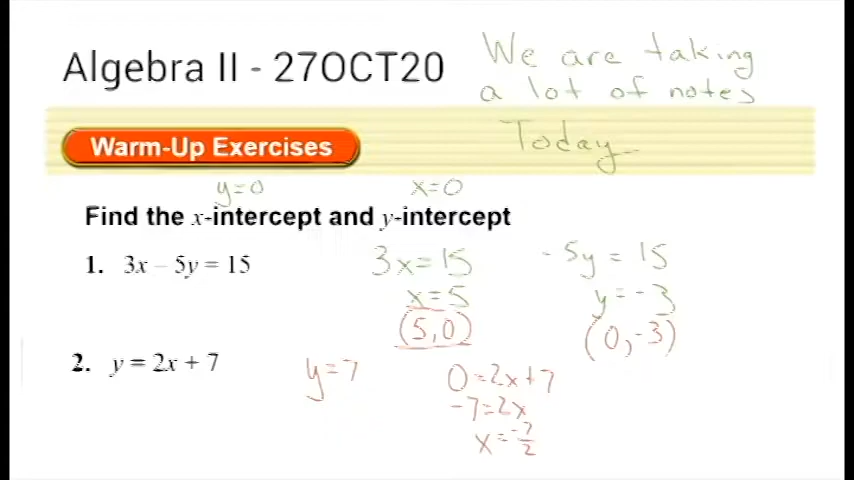 Algebra II - 27OCT20
We are taking
a lot of notes
Today
Warm-Up Exercises
y=0 x=0
Find the x-intercept and y-intercept
1. 3x – 5y = 15
3x=15
x=5
(5,0)
-5y = 15
y=-3
(0,-3)
2. y = 2x + 7
y=7
0=2x+7
-7=2x
x=-7/2